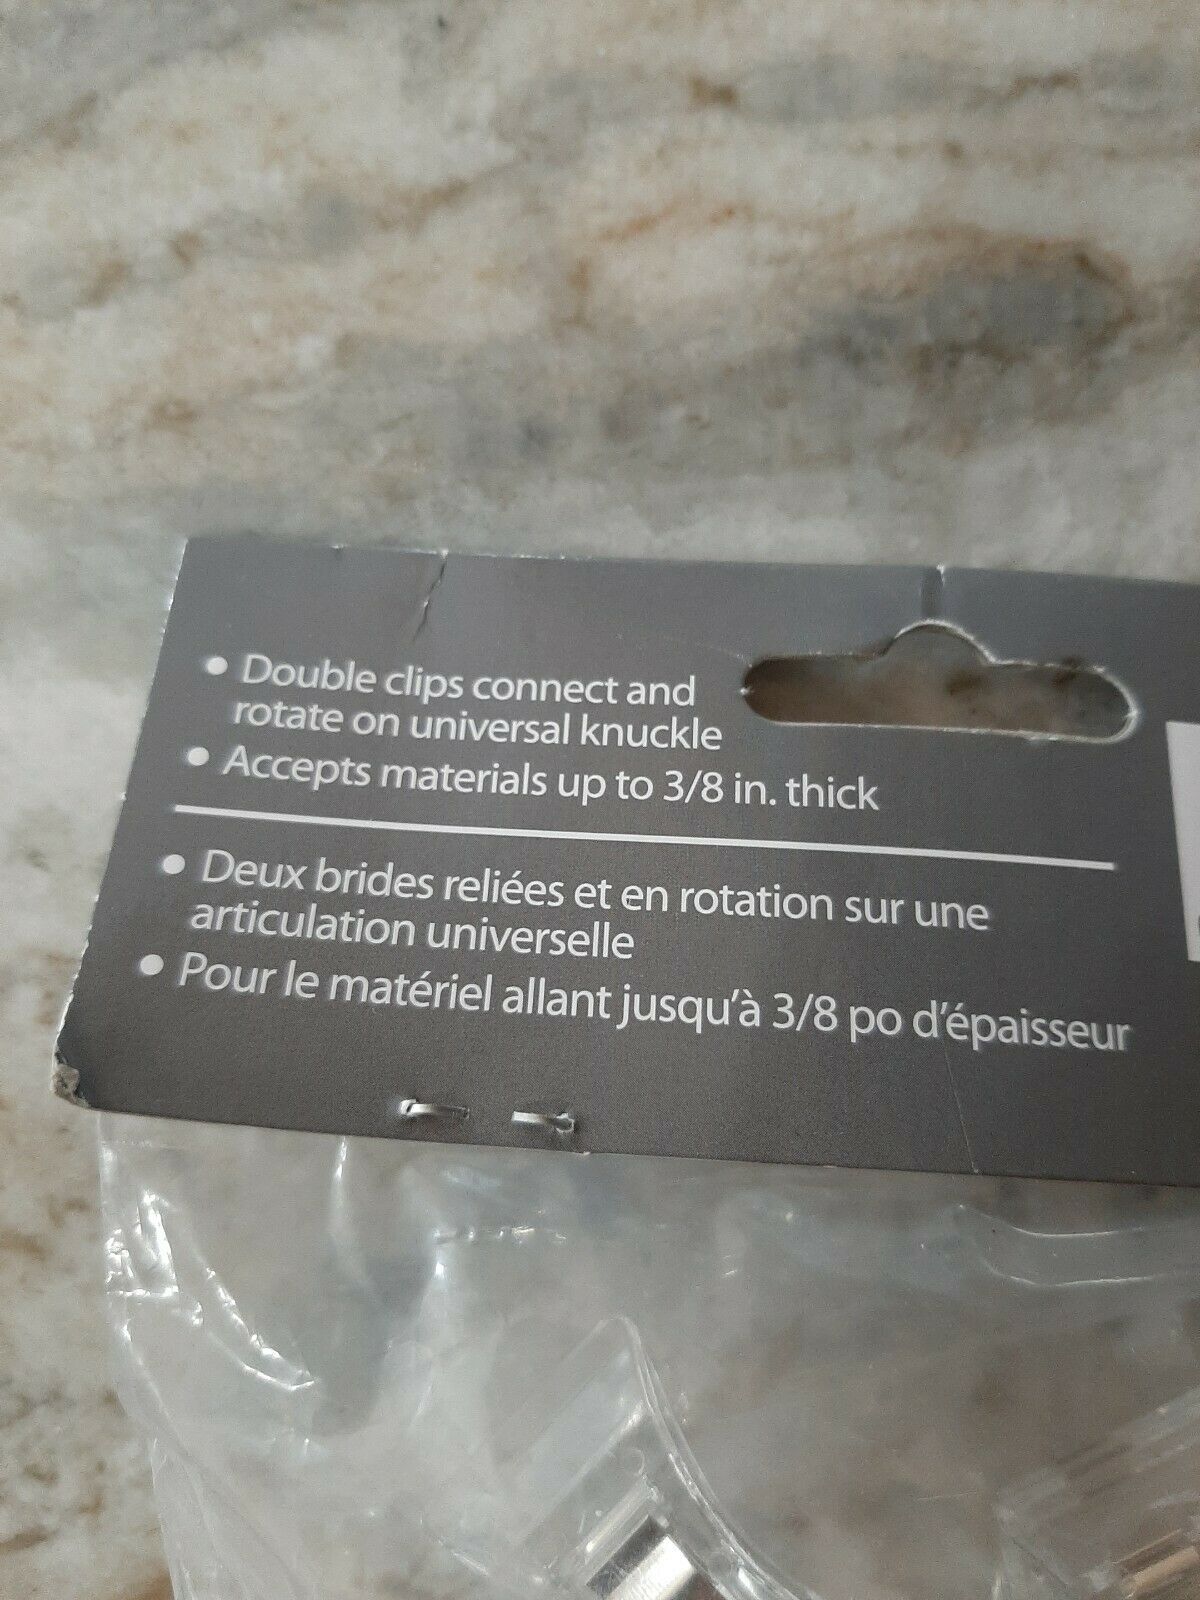 • Double clips connect and
rotate on universal knuckle
• Accepts materials up to 3/8 in. thick
• Deux brides reliées et en rotation sur une
articulation universelle
• Pour le matériel allant jusqu'à 3/8 po d'épaisseur